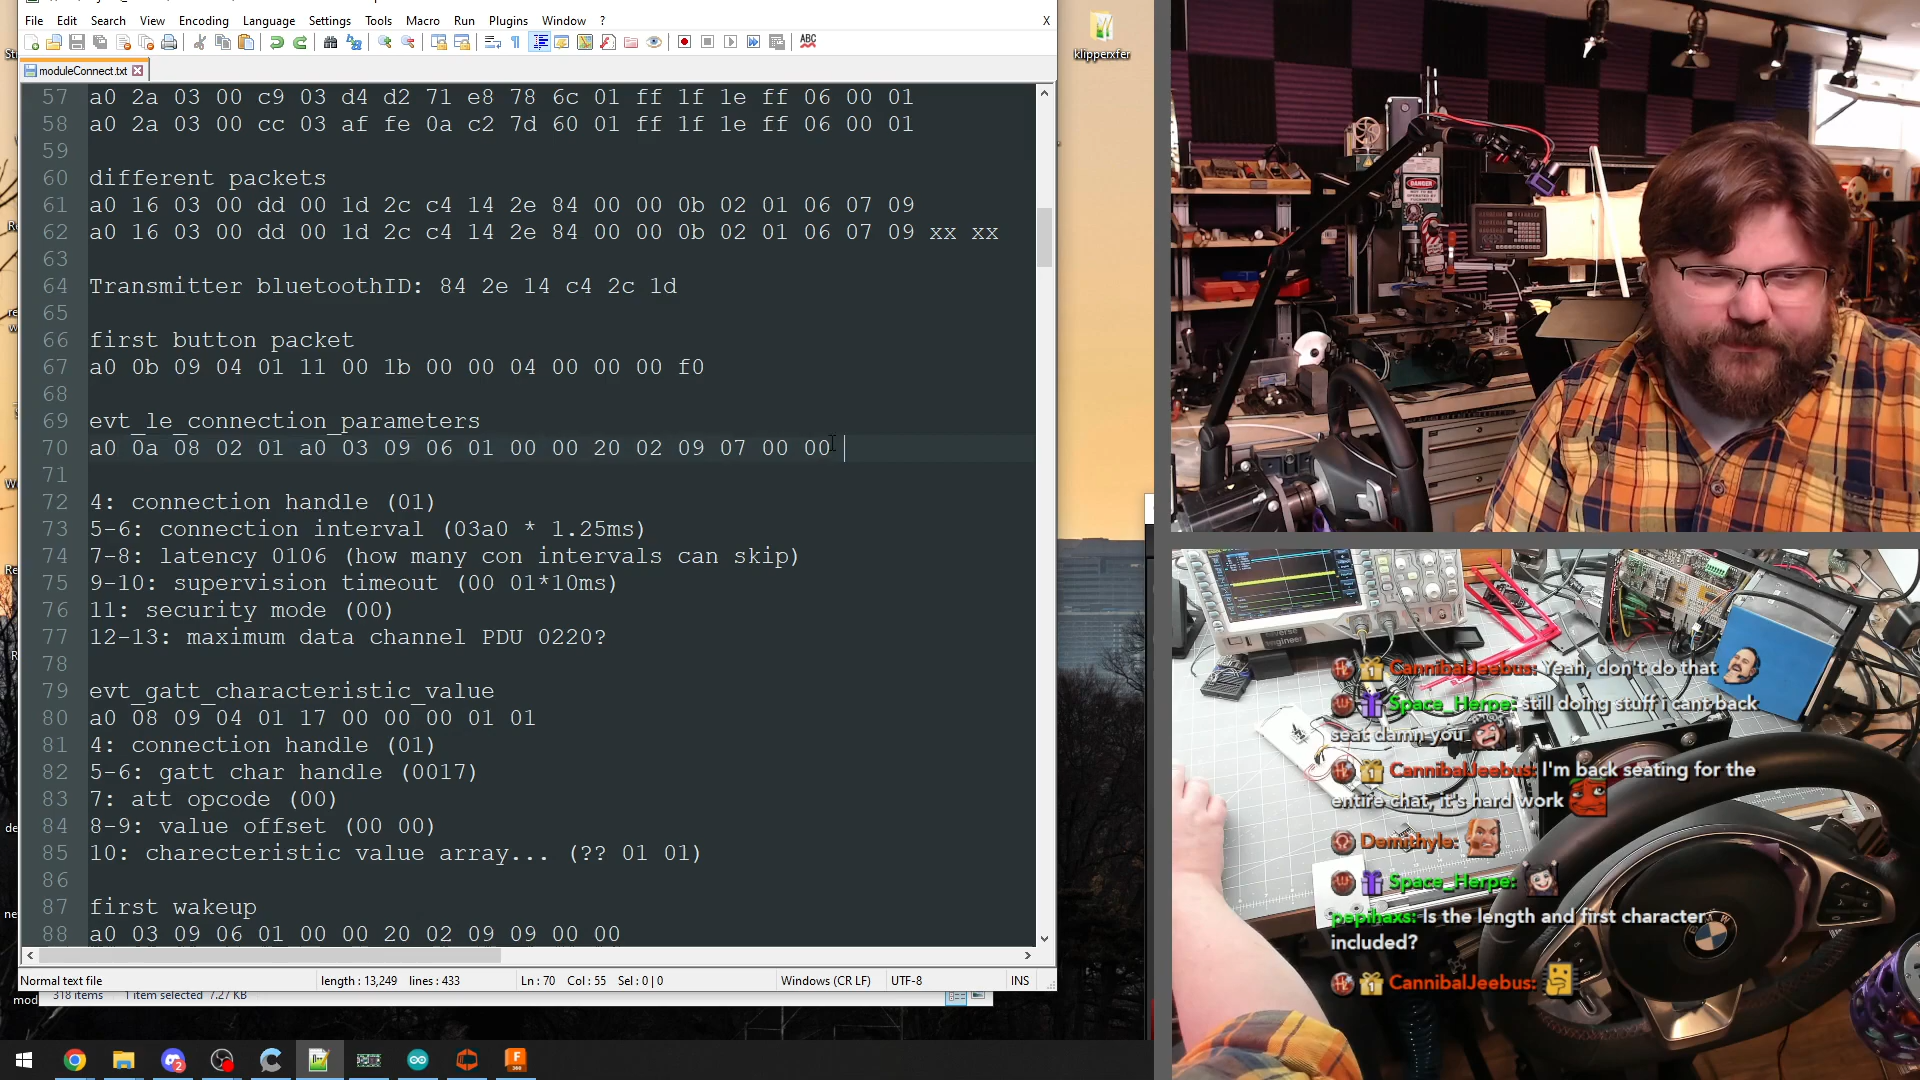 File Edit Search View Encoding Language Settings Tools Macro Run Plugins Window ? X
moduleConnect.txt
57 a0 2a 03 00 c9 03 d4 d2 71 e8 78 6c 01 ff 1f 1e ff 06 00 01
58 a0 2a 03 00 cc 03 af fe 0a c2 7d 60 01 ff 1f 1e ff 06 00 01
59
60 different packets
61 a0 16 03 00 dd 00 1d 2c c4 14 2e 84 00 00 0b 02 01 06 07 09
62 a0 16 03 00 dd 00 1d 2c c4 14 2e 84 00 00 0b 02 01 06 07 09 xx xx
63
64 Transmitter bluetoothID: 84 2e 14 c4 2c 1d
65
66 first button packet
67 a0 0b 09 04 01 11 00 1b 00 00 04 00 00 00 f0
68
69 evt_le_connection_parameters
70 a0 0a 08 02 01 a0 03 09 06 01 00 00 20 02 09 07 00 00
71
72 4: connection handle (01)
73 5-6: connection interval (03a0 * 1.25ms)
74 7-8: latency 0106 (how many con intervals can skip)
75 9-10: supervision timeout (00 01*10ms)
76 11: security mode (00)
77 12-13: maximum data channel PDU 0220?
78
79 evt_gatt_characteristic_value
80 a0 08 09 04 01 17 00 00 00 01 01
81 4: connection handle (01)
82 5-6: gatt char handle (0017)
83 7: att opcode (00)
84 8-9: value offset (00 00)
85 10: charecteristic value array... (?? 01 01)
86
87 first wakeup
88 a0 03 09 06 01 00 00 20 02 09 09 00 00
Normal text file length : 13,249 lines : 433 Ln : 70 Col : 55 Sel : 0 | 0 Windows (CR LF) UTF-8 INS
318 items 1 item selected 7.27 KB
klipperxfer
DANGER
CannibalJeebus: Yeah, don't do that
Space_Herpe: still doing stuff i cant back
seat damn you
CannibalJeebus: I'm back seating for the
entire chat, it's hard work
Demithyle:
Space_Herpe:
pepihaxs: Is the length and first character
included?
CannibalJeebus: